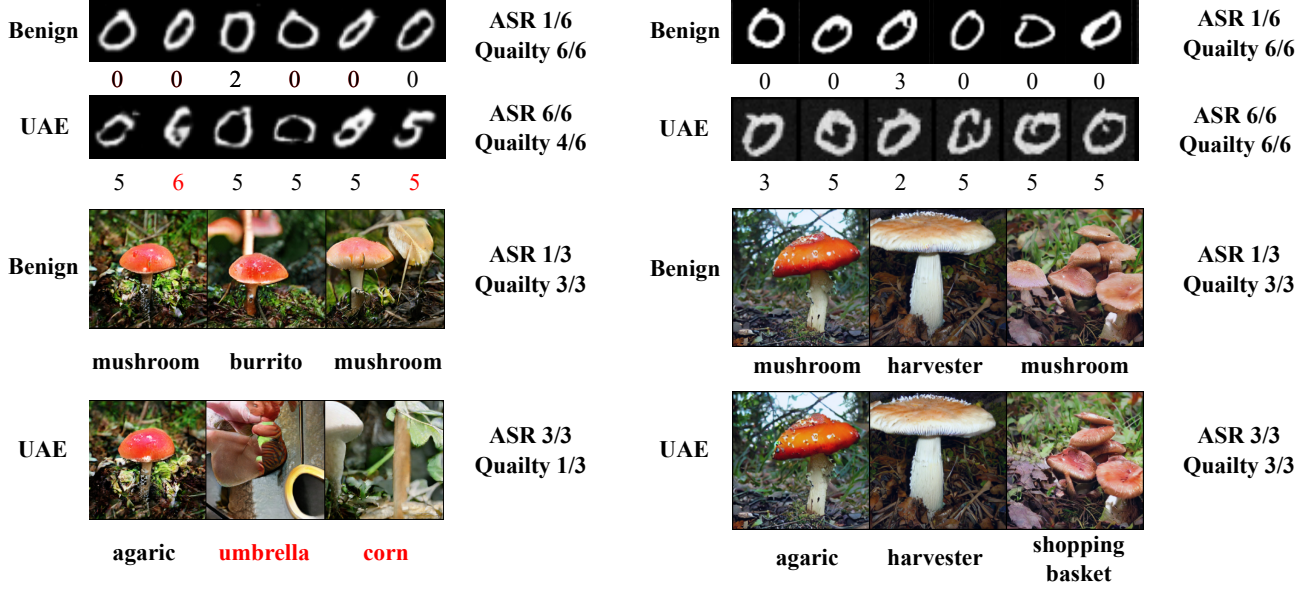 Benign
ASR 1/6
Quailty 6/6
0 0 2 0 0 0
UAE
ASR 6/6
Quailty 4/6
5 6 5 5 5 5
Benign
ASR 1/3
Quailty 3/3
mushroom burrito mushroom
UAE
ASR 3/3
Quailty 1/3
agaric umbrella corn
Benign
ASR 1/6
Quailty 6/6
0 0 3 0 0 0
UAE
ASR 6/6
Quailty 6/6
3 5 2 5 5 5
Benign
ASR 1/3
Quailty 3/3
mushroom harvester mushroom
UAE
ASR 3/3
Quailty 3/3
agaric harvester shopping
basket